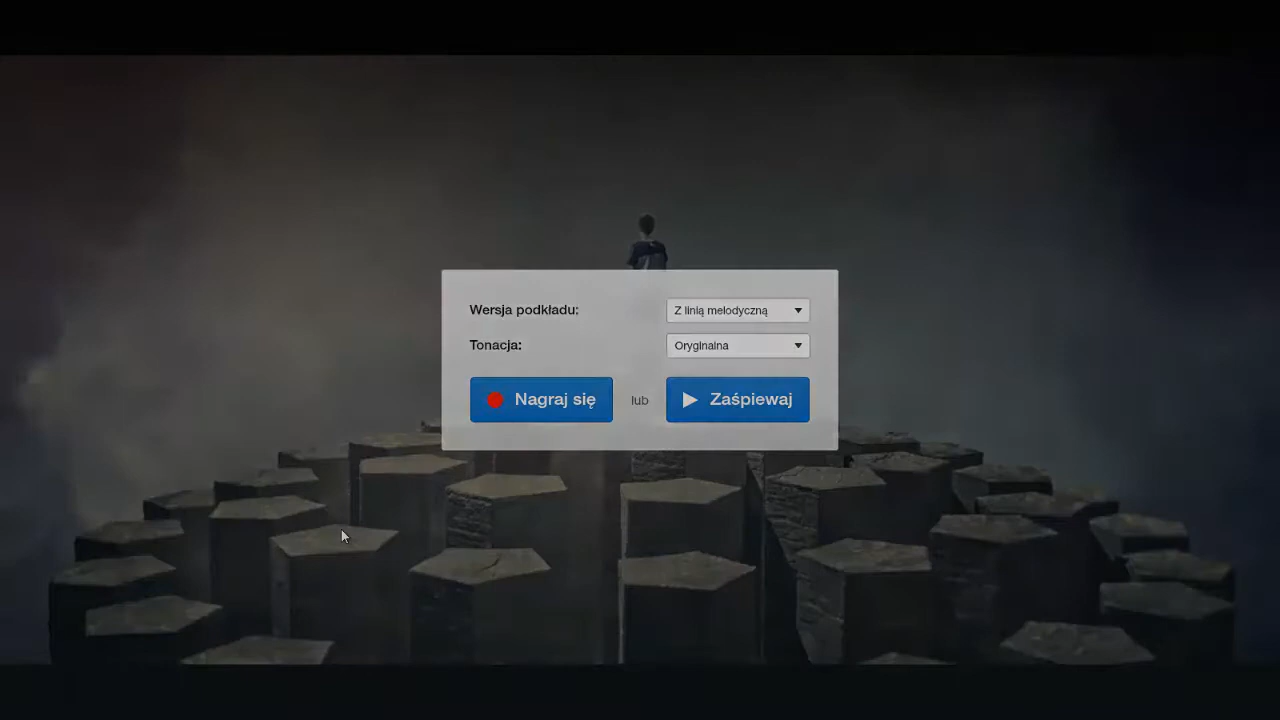 Wersja podkładu: Z linią melodyczną
Tonacja: Oryginalna
Nagraj się lub Zaśpiewaj